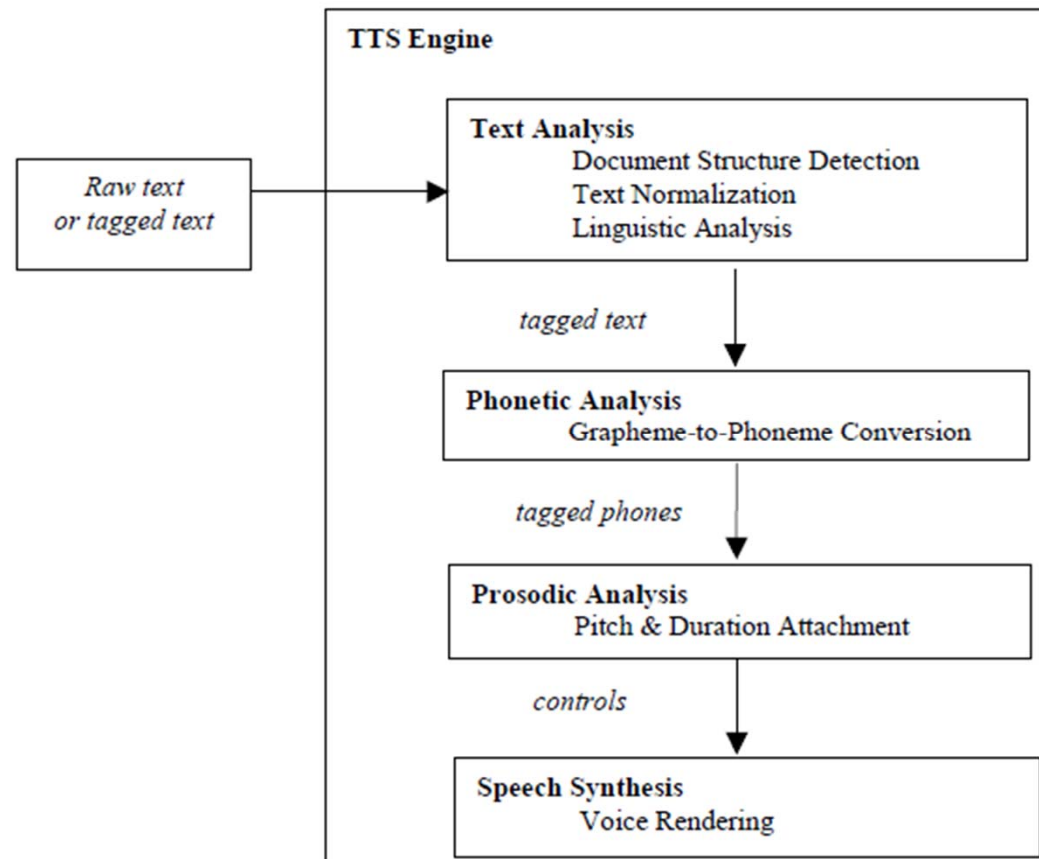 TTS Engine
Text Analysis
Document Structure Detection
Text Normalization
Linguistic Analysis
Raw text
or tagged text
tagged text
Phonetic Analysis
Grapheme-to-Phoneme Conversion
tagged phones
Prosodic Analysis
Pitch & Duration Attachment
controls
Speech Synthesis
Voice Rendering